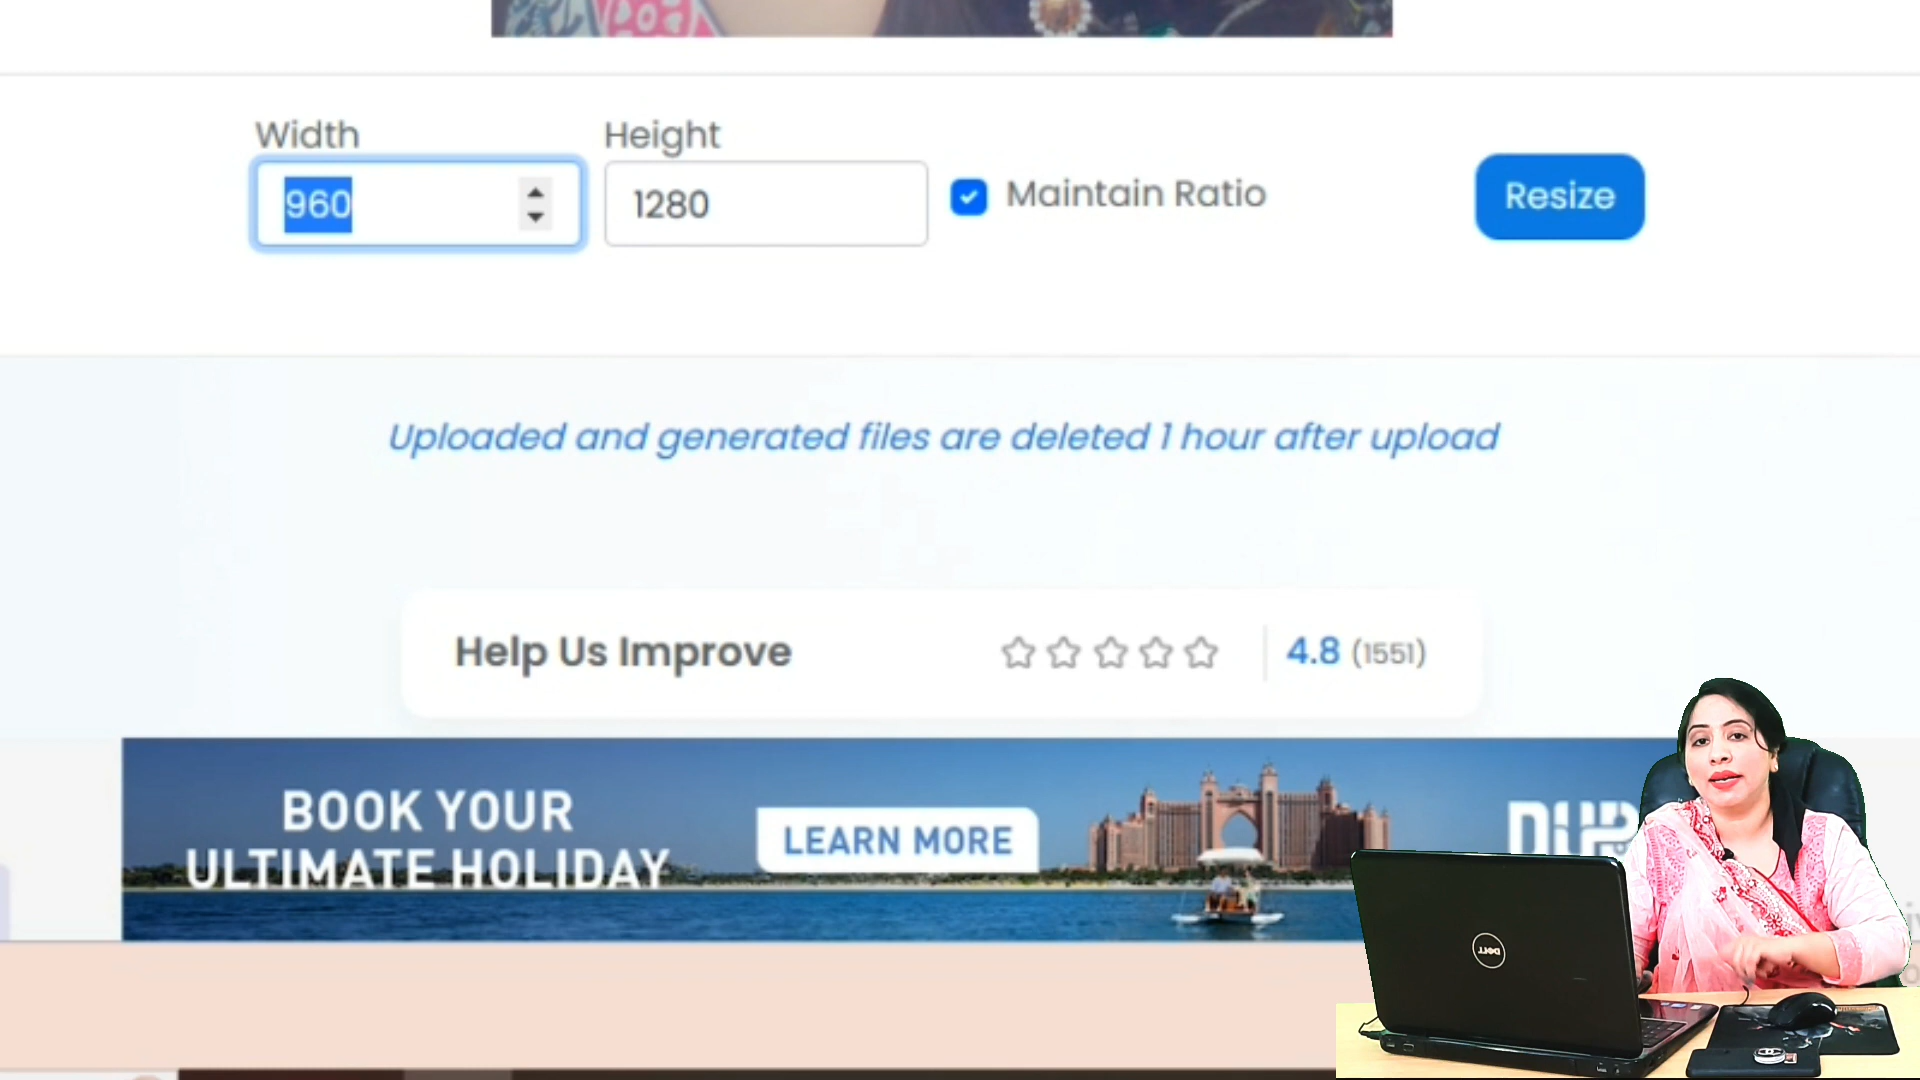 Width
Height
960
1280
Maintain Ratio
Resize
Uploaded and generated files are deleted 1 hour after upload
Help Us Improve
4.8 (1551)
BOOK YOUR
ULTIMATE HOLIDAY
LEARN MORE
DELL